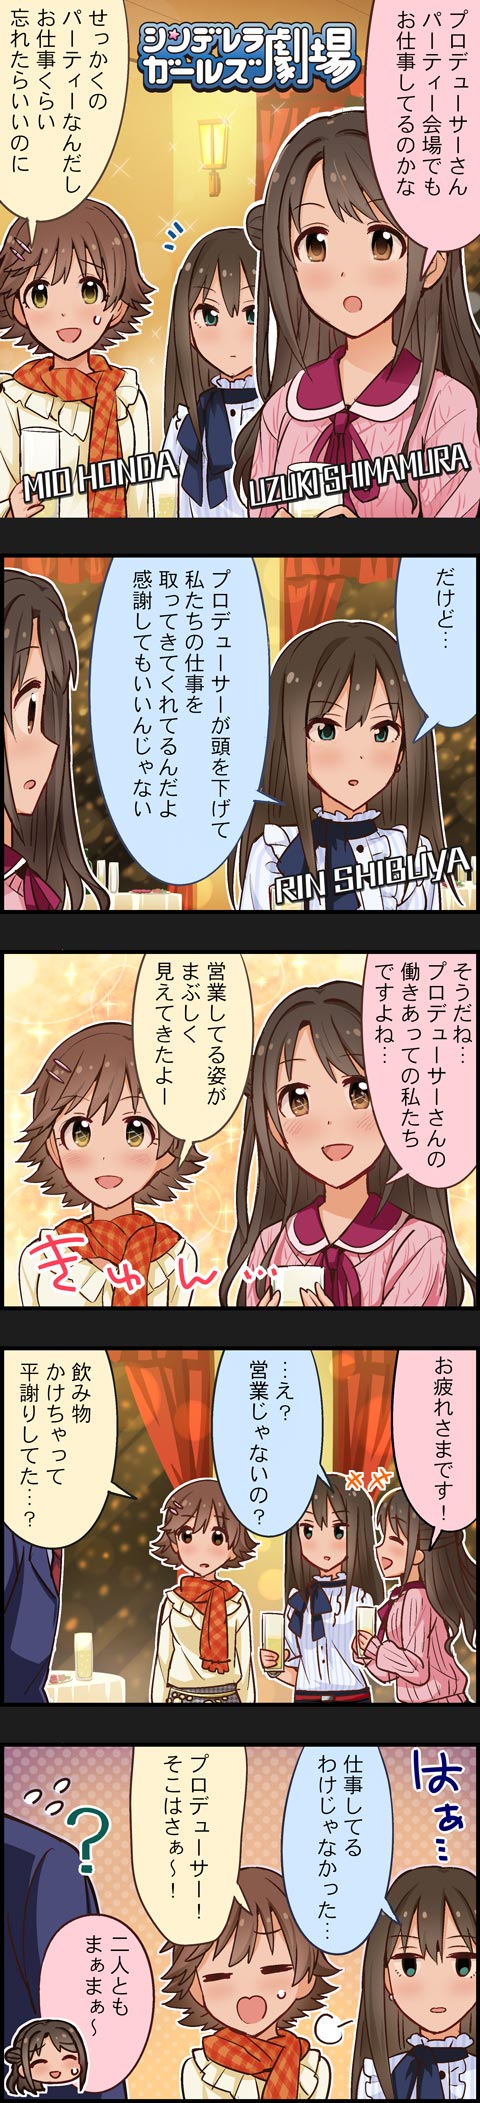 シンデレラ
ガールズ劇場
プロデューサーさん
パーティー会場でも
お仕事してるのかな
せっかくの
パーティーなんだし
お仕事くらい
忘れたらいいのに
MIO HONDA
UZUKI SHIMAMURA
だけど…
プロデューサーが頭を下げて
私たちの仕事を
取ってきてくれてるんだよ
感謝してもいいんじゃない
RIN SHIBUYA
そうだね…
プロデューサーさんの
働きあっての私たち
ですよね…
営業してる姿が
まぶしく
見えてきたよー
きゅん…
お疲れさまです！
…え？
営業じゃないの？
飲み物
かけちゃって
平謝りしてた…？
はぁ…
仕事してる
わけじゃなかった…
プロデューサー！
そこはさぁ〜！
？
二人とも
まぁまぁ〜